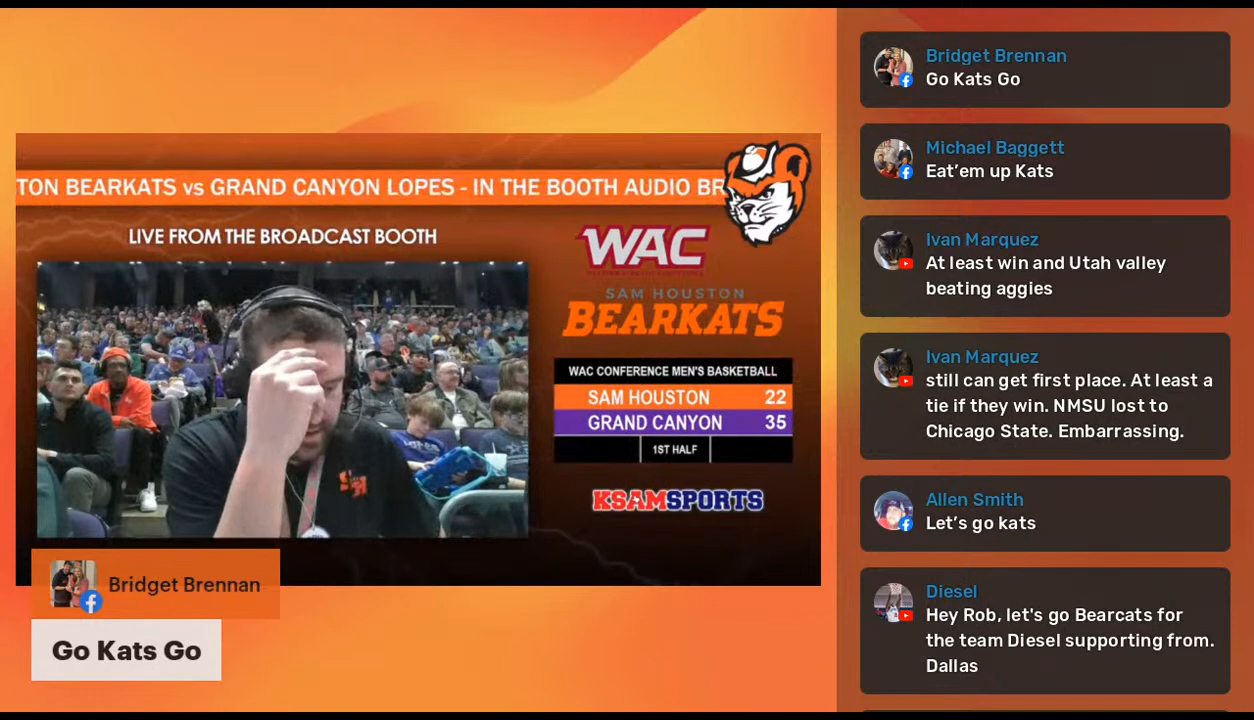 TON BEARKATS vs GRAND CANYON LOPES - IN THE BOOTH AUDIO BR
LIVE FROM THE BROADCAST BOOTH
WAC
SAM HOUSTON
BEARKATS
WAC CONFERENCE MEN'S BASKETBALL
SAM HOUSTON 22
GRAND CANYON 35
1ST HALF
KSAMSPORTS
Bridget Brennan
Go Kats Go
Bridget Brennan
Go Kats Go
Michael Baggett
Eat’em up Kats
Ivan Marquez
At least win and Utah valley
beating aggies
Ivan Marquez
still can get first place. At least a
tie if they win. NMSU lost to
Chicago State. Embarrassing.
Allen Smith
Let’s go kats
Diesel
Hey Rob, let's go Bearcats for
the team Diesel supporting from.
Dallas